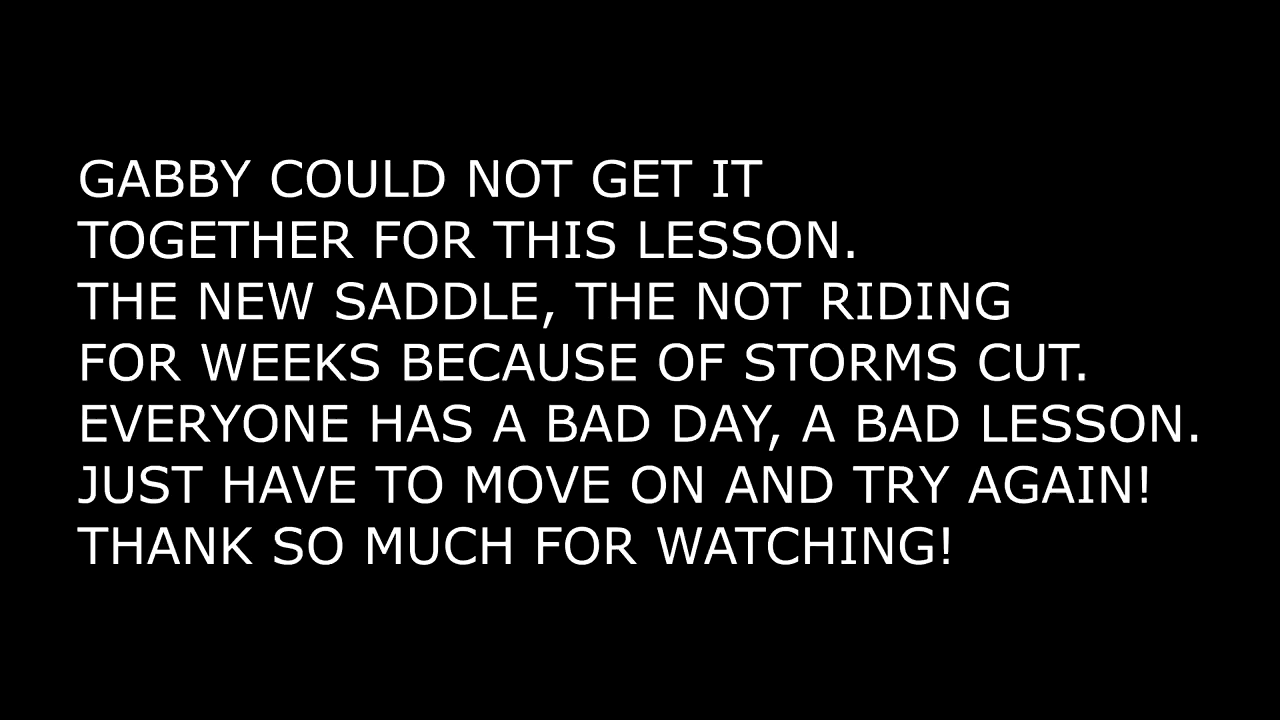 GABBY COULD NOT GET IT
TOGETHER FOR THIS LESSON.
THE NEW SADDLE, THE NOT RIDING
FOR WEEKS BECAUSE OF STORMS CUT.
EVERYONE HAS A BAD DAY, A BAD LESSON.
JUST HAVE TO MOVE ON AND TRY AGAIN!
THANK SO MUCH FOR WATCHING!